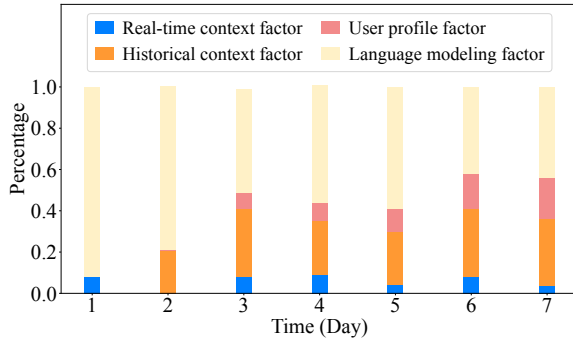 Real-time context factor
User profile factor
Historical context factor
Language modeling factor
Percentage
1.0
0.8
0.6
0.4
0.2
0.0
1 2 3 4 5 6 7
Time (Day)